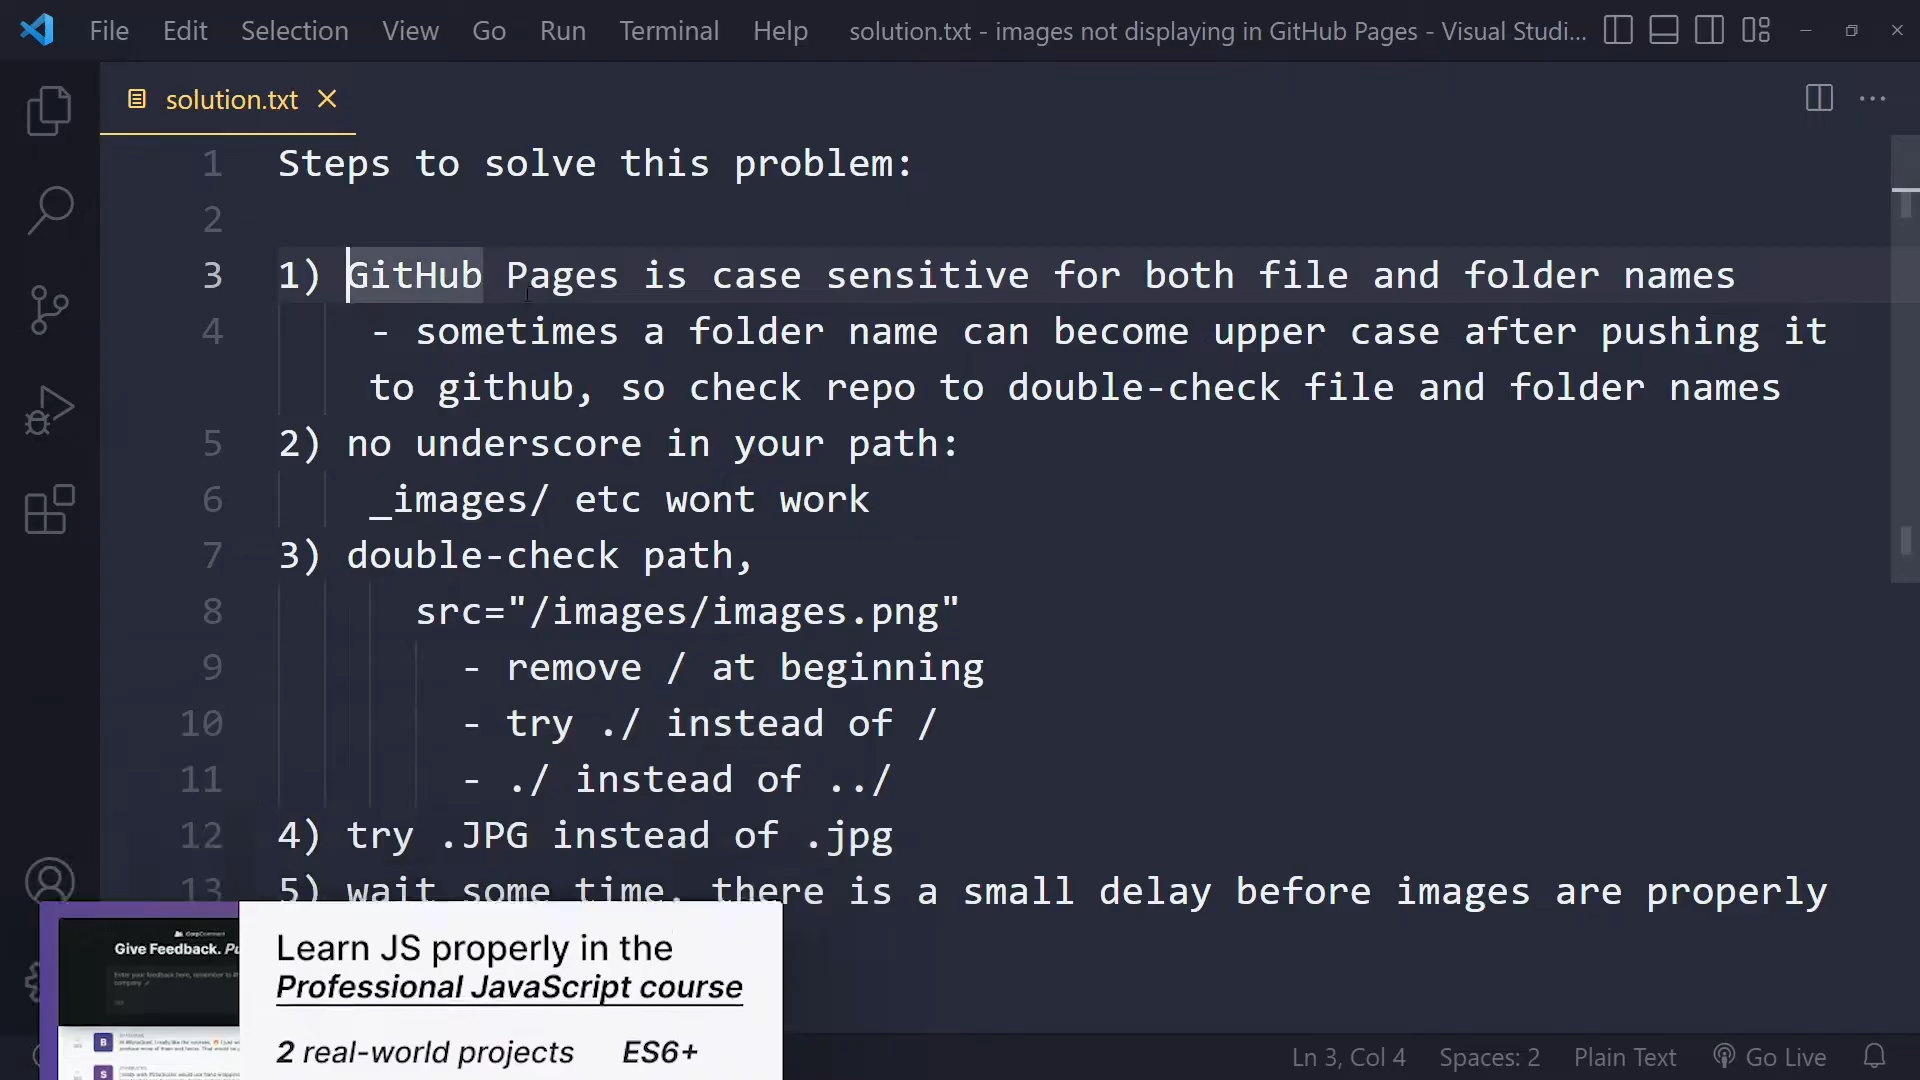 File Edit Selection View Go Run Terminal Help solution.txt - images not displaying in GitHub Pages - Visual Studi...
solution.txt
1 Steps to solve this problem:
2
3 1) GitHub Pages is case sensitive for both file and folder names
4 - sometimes a folder name can become upper case after pushing it
to github, so check repo to double-check file and folder names
5 2) no underscore in your path:
6 _images/ etc wont work
7 3) double-check path,
8 src="/images/images.png"
9 - remove / at beginning
10 - try ./ instead of /
11 - ./ instead of ../
12 4) try .JPG instead of .jpg
13 5) wait some time, there is a small delay before images are properly
Give Feedback. Pu
Learn JS properly in the
Professional JavaScript course
2 real-world projects ES6+
B
S
Ln 3, Col 4 Spaces: 2 Plain Text Go Live